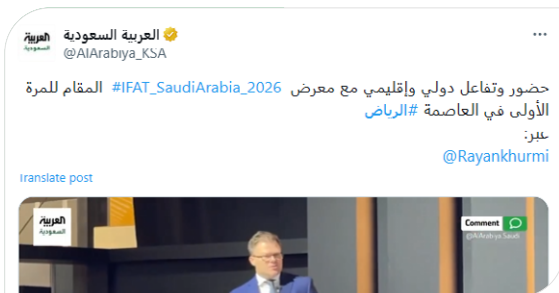 العربية السعودية
@AlArabiya_KSA
العربية
السعودية
حضور وتفاعل دولي وإقليمي مع معرض #IFAT_SaudiArabia_2026 المقام للمرة
الأولى في العاصمة #الرياض
عبر:
@Rayankhurmi
Translate post
العربية
السعودية
Comment
@AlArabiya.Saudi